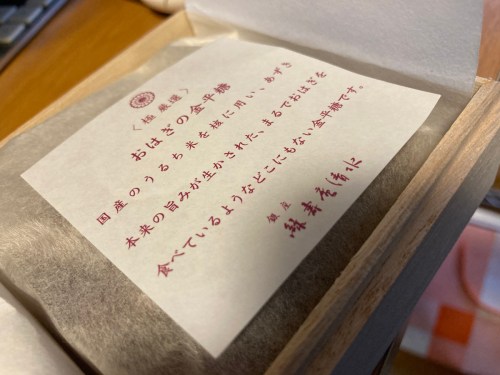 厳選
おはぎの金平糖
国産のうるち米を核に用い、あずき
本来の旨みが生かされた、まるでおはぎを
食べているようなどこにもない金平糖です。
銀座
緑寿庵清水